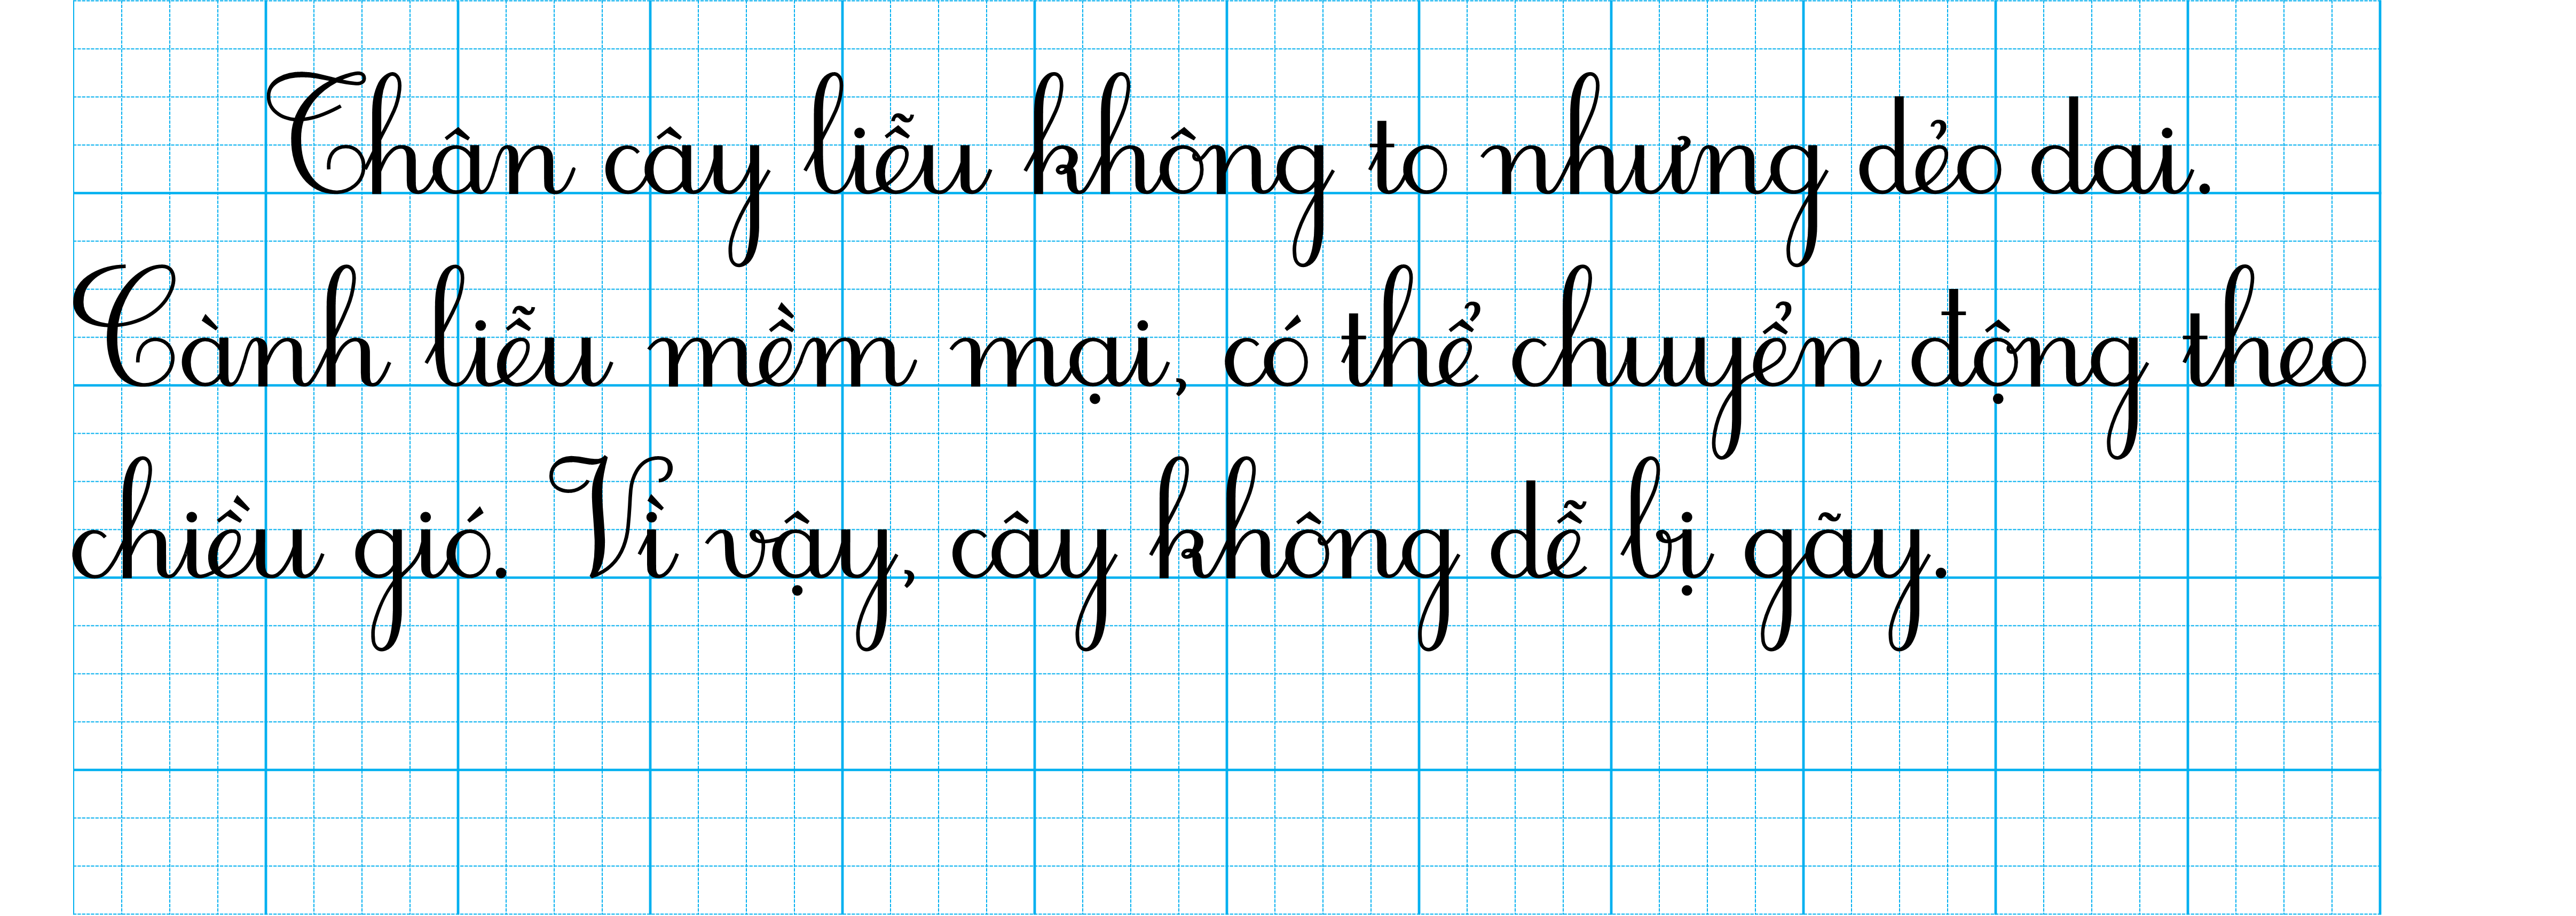 Thân cây liễu không to nhưng dẻo dai.
Cành liễu mềm mại, có thể chuyển động theo
chiều gió. Vì vậy, cây không dễ bị gãy.